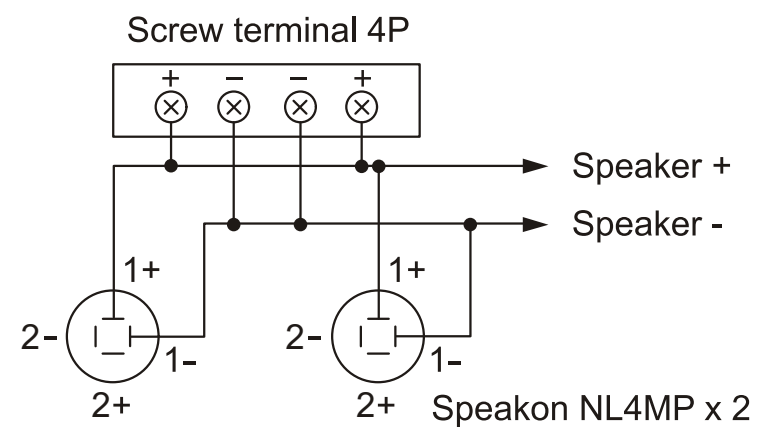 Screw terminal 4P
+ − − +
Speaker +
Speaker -
1+ 1+
2- 1- 2- 1-
2+ 2+ Speakon NL4MP x 2